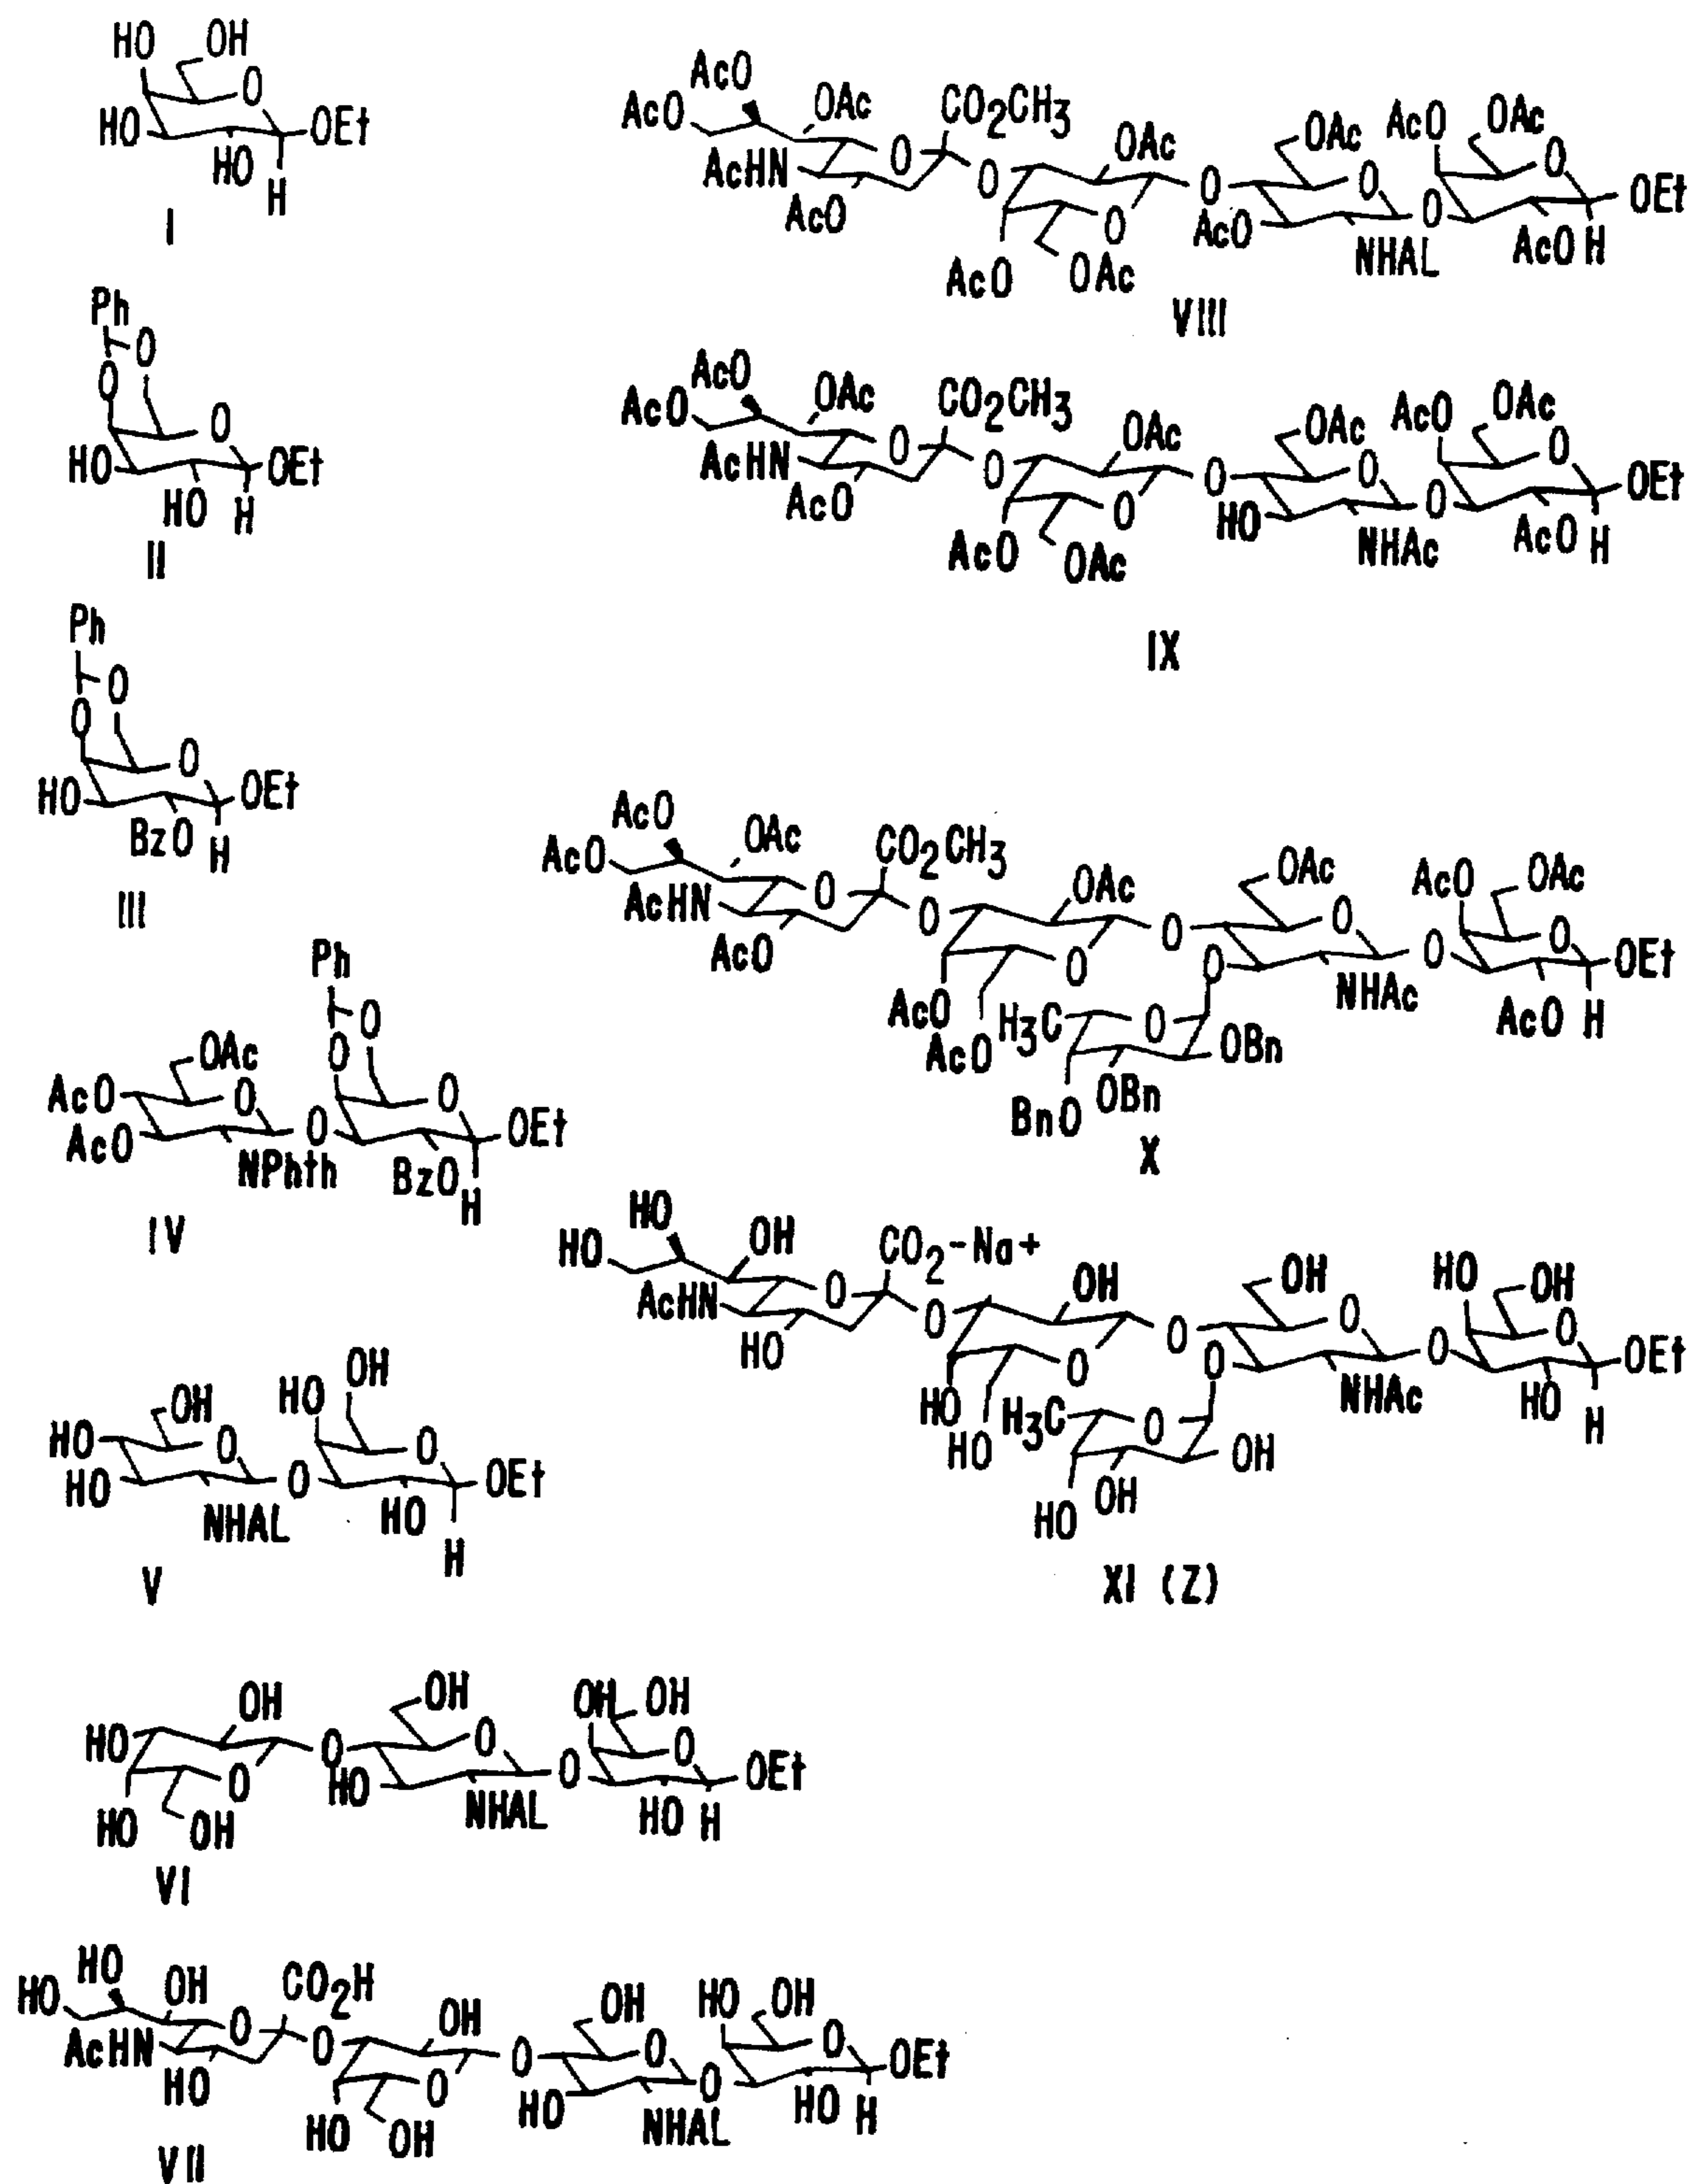 HO OH
O
HO OEt
HO
H
I
Ph
O
O
O
HO OEt
HO H
II
Ph
O
O
O
HO OEt
BzO H
III
Ph
O
OAc O
AcO O O
AcO O OEt
NPhth BzO H
IV
OH
OH HO
HO O O
HO O OEt
NHAL HO
H
V
OH OH OH OH
HO O O O
O HO O OEt
HO OH NHAL HO H
VI
HO OH CO2H
HO O OH OH HO OH
AcHN O O O O OEt
HO O HO O
HO OH NHAL HO H
VII
AcO
AcO OAc CO2CH3
AcHN O O OAc O OAc AcO OAc
AcO O AcO O O O OEt
AcO OAc NHAL AcO H
VIII
AcO
AcO OAc CO2CH3
AcHN O O OAc O OAc AcO OAc
AcO O HO O O O OEt
AcO OAc NHAc AcO H
IX
AcO
AcO OAc CO2CH3
AcHN O O OAc O OAc AcO OAc
AcO O O O O O OEt
AcO H3C O NHAc AcO H
AcO OBn
BnO OBn
X
HO
HO OH CO2-Na+
AcHN O O OH O OH HO OH
HO O O O O O OEt
HO H3C O NHAc HO H
HO OH
HO OH
XI (Z)